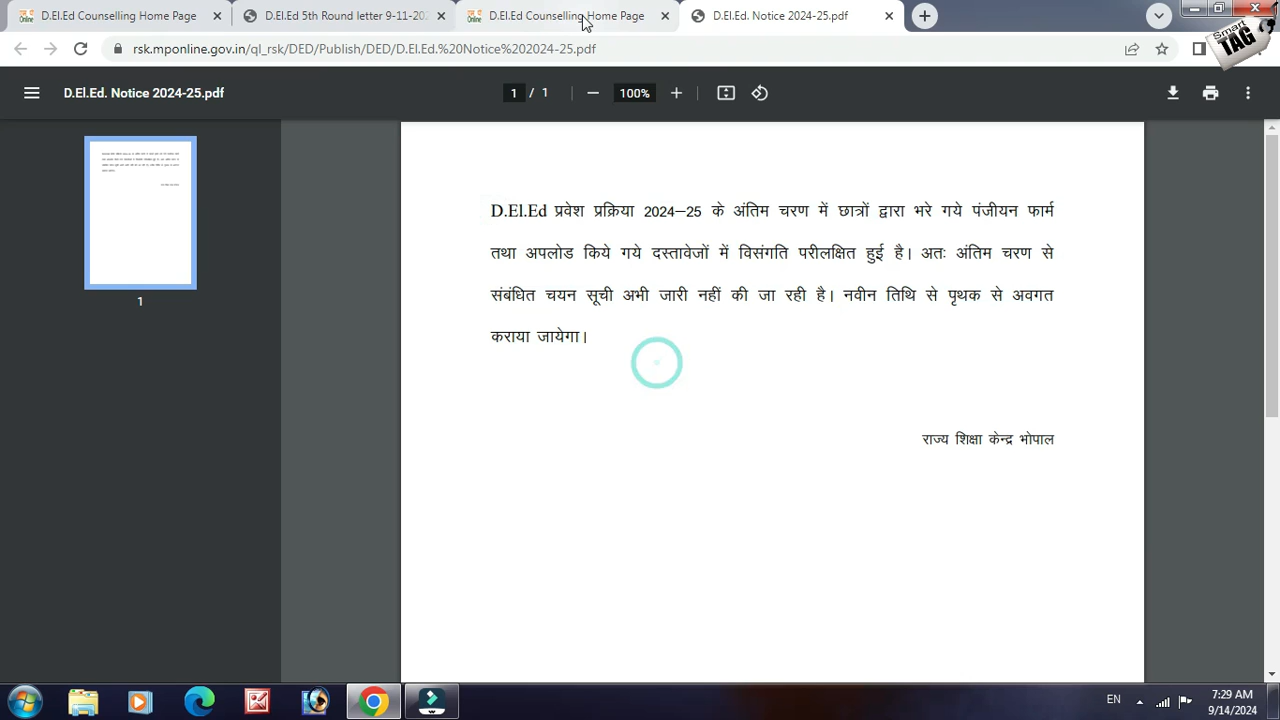 D.El.Ed Counselling Home Page
D.El.Ed 5th Round letter 9-11-202
D.El.Ed Counselling Home Page
D.El.Ed. Notice 2024-25.pdf
Smart TAG
rsk.mponline.gov.in/ql_rsk/DED/Publish/DED/D.El.Ed.%20Notice%202024-25.pdf
D.El.Ed. Notice 2024-25.pdf
1 / 1
100%
D.El.Ed प्रवेश प्रक्रिया 2024–25 के अंतिम चरण में छात्रों द्वारा भरे गये पंजीयन फार्म
तथा अपलोड किये गये दस्तावेजों में विसंगति परीलक्षित हुई है। अतः अंतिम चरण से
संबंधित चयन सूची अभी जारी नहीं की जा रही है। नवीन तिथि से पृथक से अवगत
कराया जायेगा।
राज्य शिक्षा केन्द्र भोपाल
1
EN
7:29 AM
9/14/2024